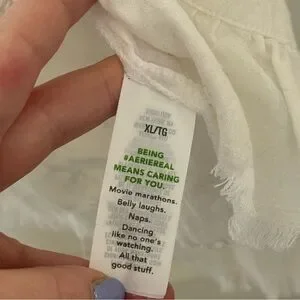 XL/TG
BEING
#AERIEREAL
MEANS CARING
FOR YOU.
Movie marathons.
Belly laughs.
Naps.
Dancing
like no one's
watching.
All that
good stuff.